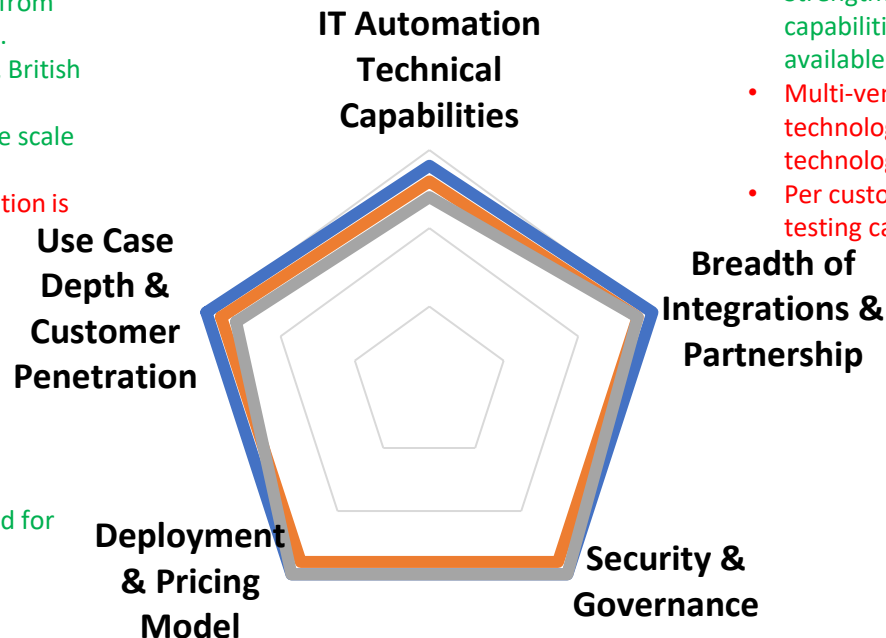 from
.
British
e scale
tion is
IT Automation
Technical
Capabilities
capabiliti
available
• Multi-ver
technolog
technolog
• Per custo
testing ca
Use Case
Depth &
Customer
Penetration
Breadth of
Integrations &
Partnership
d for
Deployment
& Pricing
Model
Security &
Governance